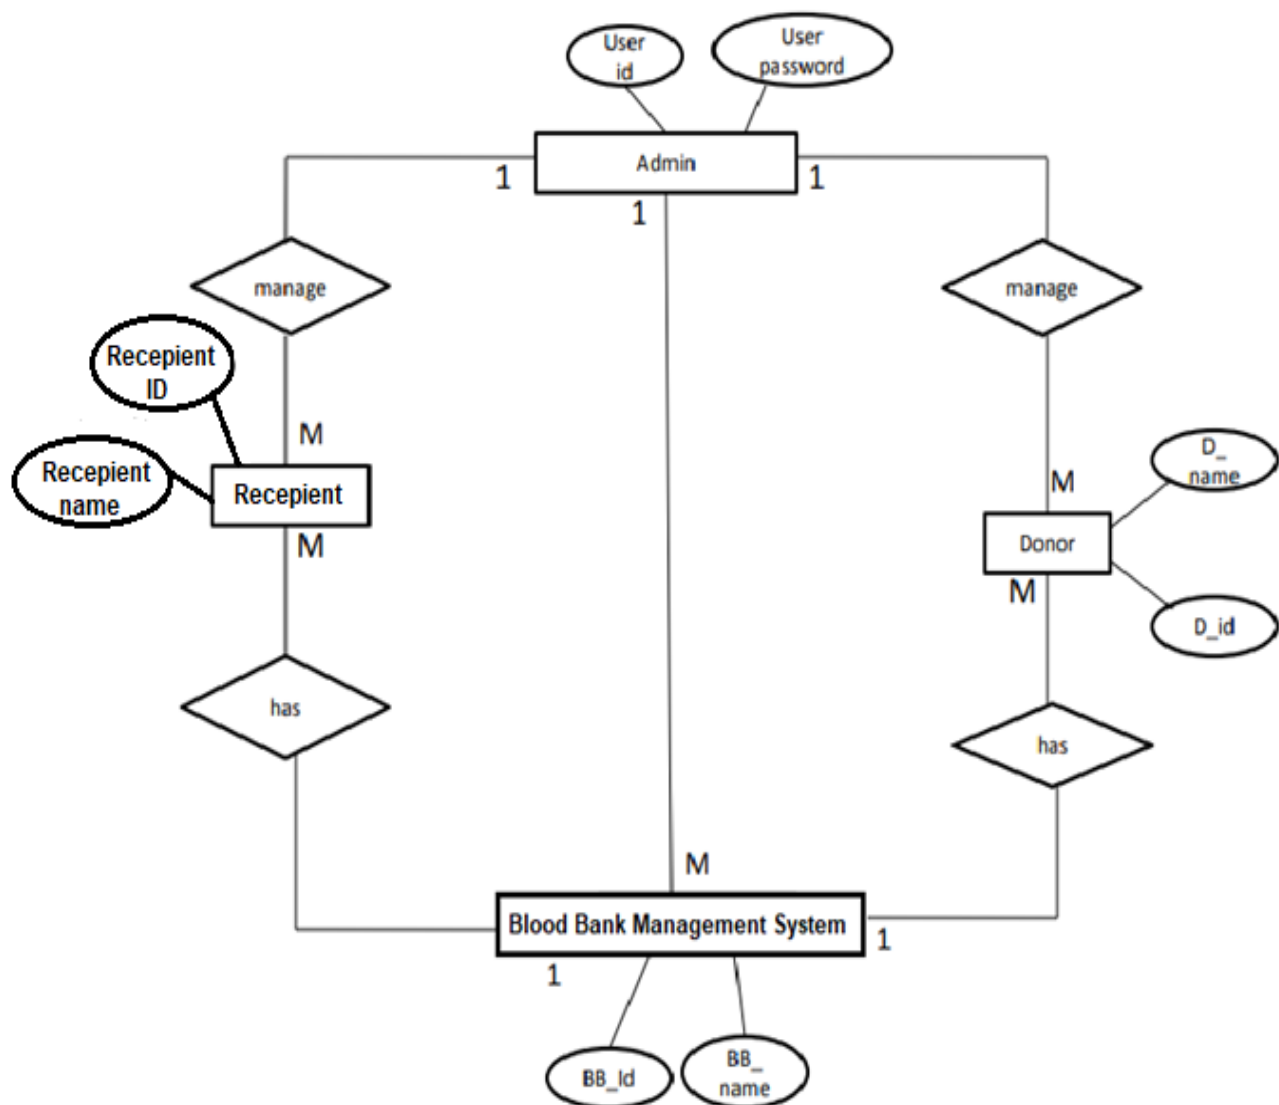 User
id
User
password
Admin
1
1
1
manage
manage
Recepient
ID
M
Recepient
name
Recepient
M
D_
name
M
Donor
M
D_id
has
has
M
Blood Bank Management System
1
1
BB_Id
BB_
name